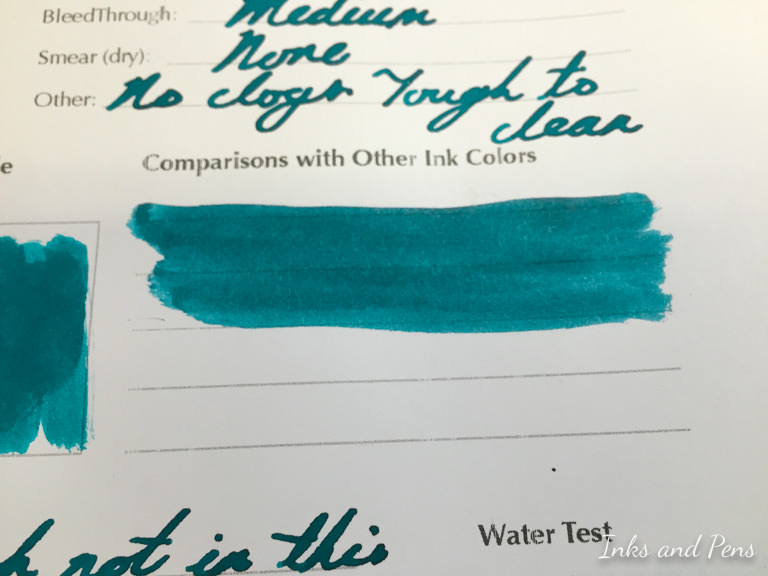 BleedThrough: Medium
Smear (dry): None
Other: No clogs Tough to
clean
e
Comparisons with Other Ink Colors
h not in this
Water Test
Inks and Pens